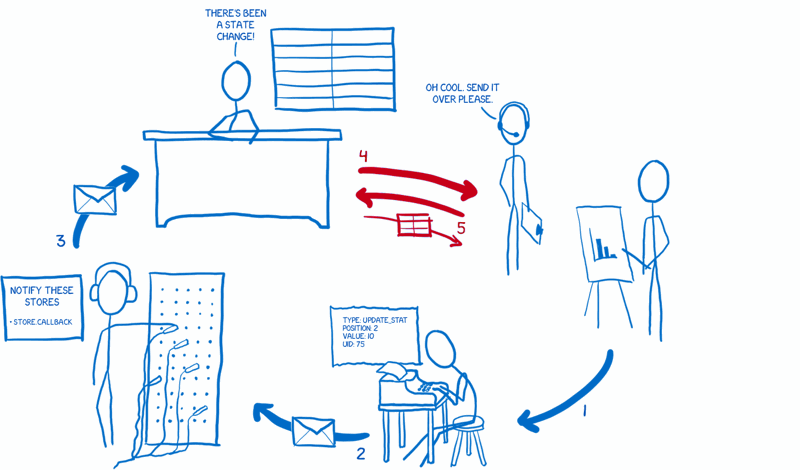 THERE'S BEEN
A STATE
CHANGE!
OH COOL. SEND IT
OVER PLEASE.
4
5
3
NOTIFY THESE
STORES
• STORE.CALLBACK
TYPE: UPDATE_STAT
POSITION: 2
VALUE: 10
UID: 75
1
2